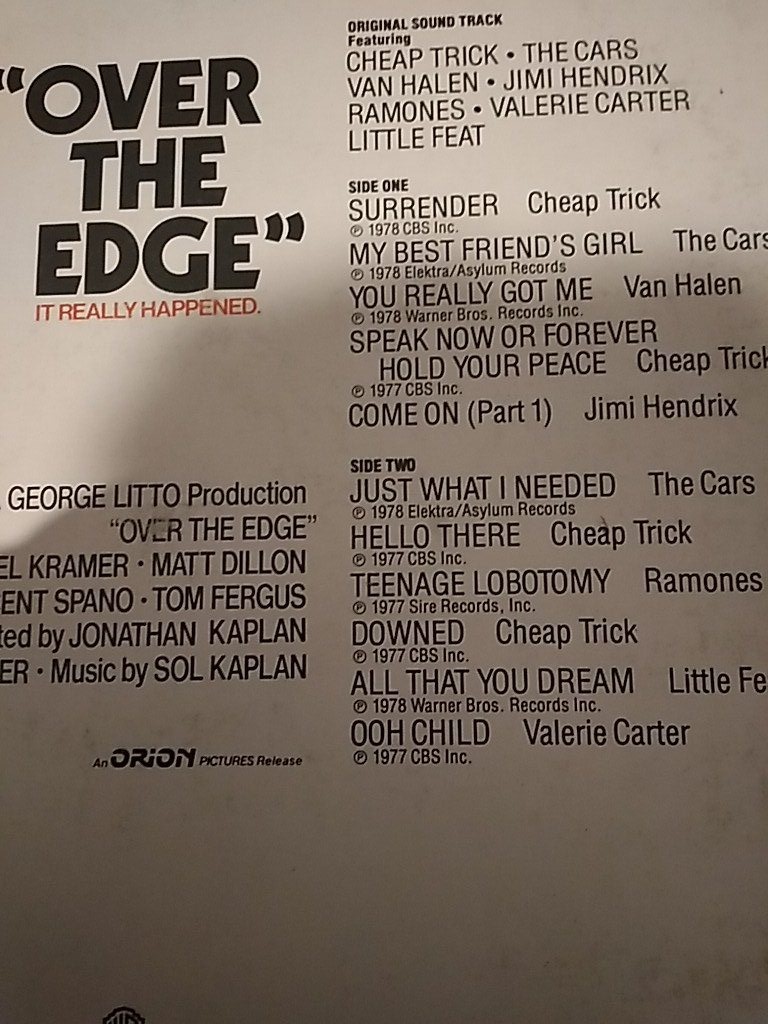 "OVER
THE
EDGE"
IT REALLY HAPPENED.
GEORGE LITTO Production
"OVER THE EDGE"
EL KRAMER • MATT DILLON
ENT SPANO • TOM FERGUS
ted by JONATHAN KAPLAN
ER • Music by SOL KAPLAN
An ORION PICTURES Release
ORIGINAL SOUND TRACK
Featuring
CHEAP TRICK • THE CARS
VAN HALEN • JIMI HENDRIX
RAMONES • VALERIE CARTER
LITTLE FEAT
SIDE ONE
SURRENDER Cheap Trick
℗ 1978 CBS Inc.
MY BEST FRIEND'S GIRL The Cars
℗ 1978 Elektra/Asylum Records
YOU REALLY GOT ME Van Halen
℗ 1978 Warner Bros. Records Inc.
SPEAK NOW OR FOREVER
HOLD YOUR PEACE Cheap Trick
℗ 1977 CBS Inc.
COME ON (Part 1) Jimi Hendrix
SIDE TWO
JUST WHAT I NEEDED The Cars
℗ 1978 Elektra/Asylum Records
HELLO THERE Cheap Trick
℗ 1977 CBS Inc.
TEENAGE LOBOTOMY Ramones
℗ 1977 Sire Records, Inc.
DOWNED Cheap Trick
℗ 1977 CBS Inc.
ALL THAT YOU DREAM Little Fe
℗ 1978 Warner Bros. Records Inc.
OOH CHILD Valerie Carter
℗ 1977 CBS Inc.